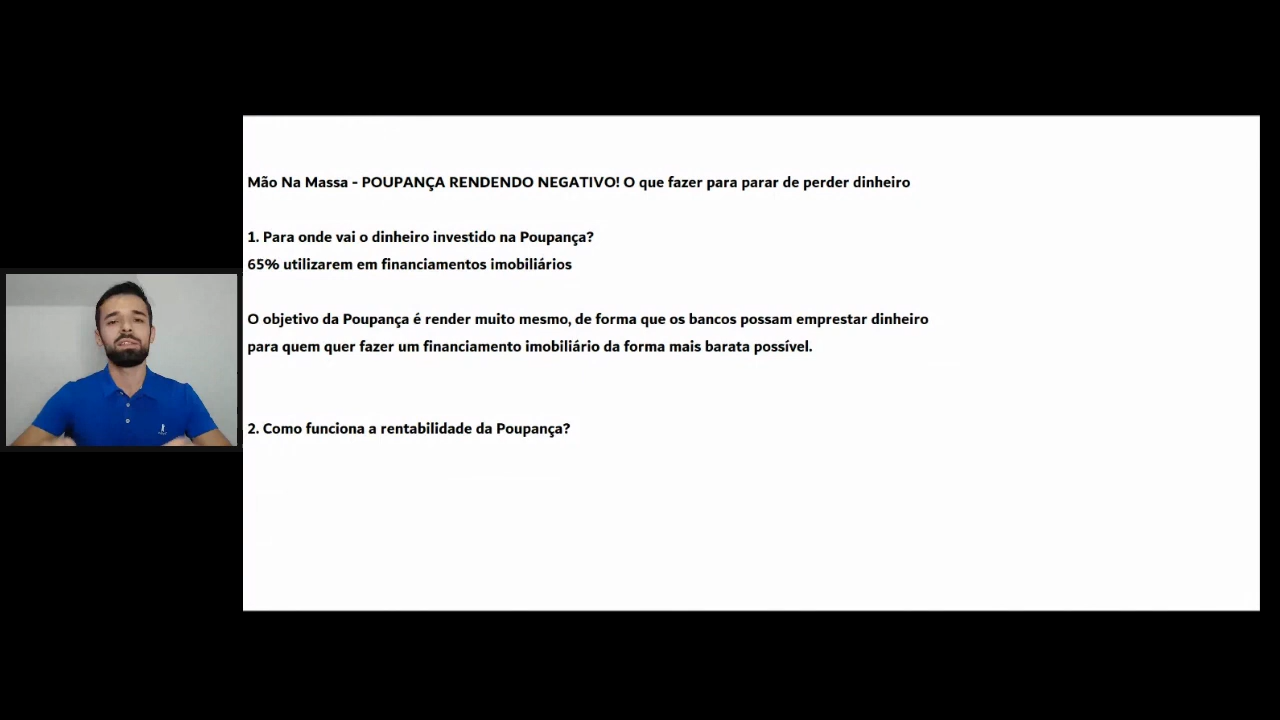 Mão Na Massa - POUPANÇA RENDENDO NEGATIVO! O que fazer para parar de perder dinheiro
1. Para onde vai o dinheiro investido na Poupança?
65% utilizarem em financiamentos imobiliários
O objetivo da Poupança é render muito mesmo, de forma que os bancos possam emprestar dinheiro
para quem quer fazer um financiamento imobiliário da forma mais barata possível.
2. Como funciona a rentabilidade da Poupança?